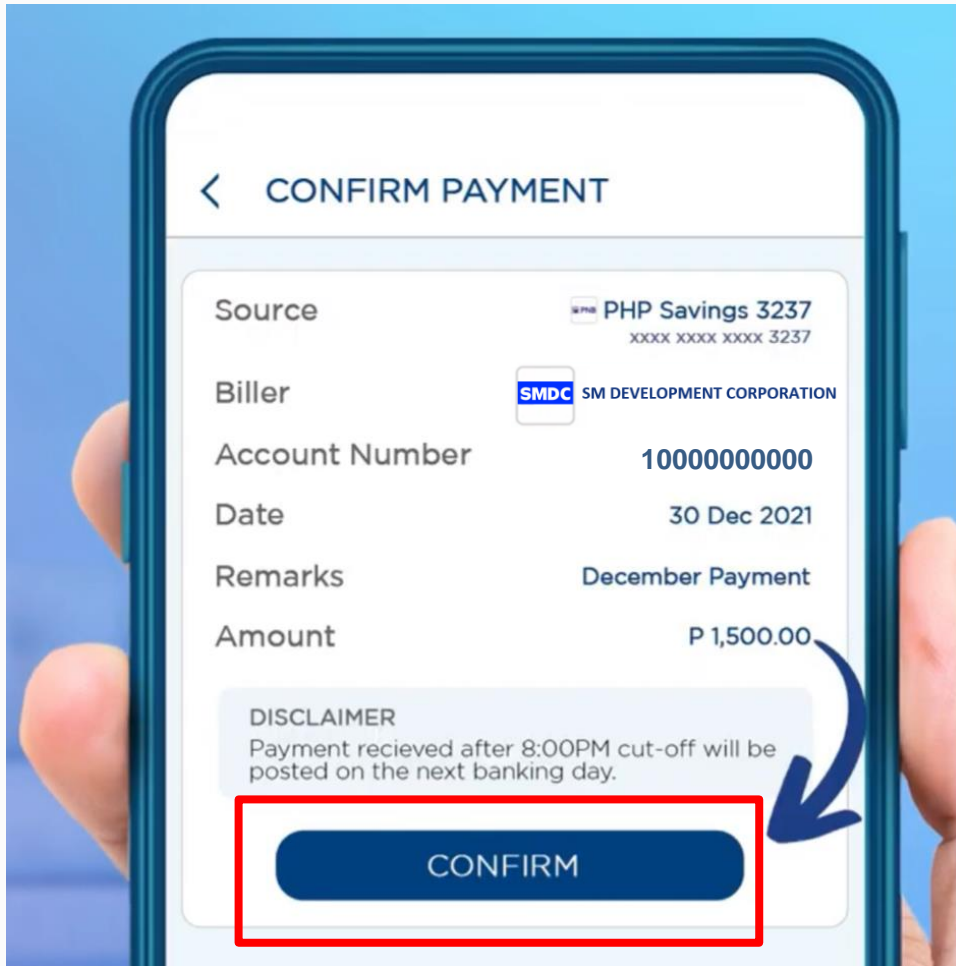 CONFIRM PAYMENT
Source PNB PHP Savings 3237
xxxx xxxx xxxx 3237
Biller SMDC SM DEVELOPMENT CORPORATION
Account Number 10000000000
Date 30 Dec 2021
Remarks December Payment
Amount P 1,500.00
DISCLAIMER
Payment recieved after 8:00PM cut-off will be
posted on the next banking day.
CONFIRM